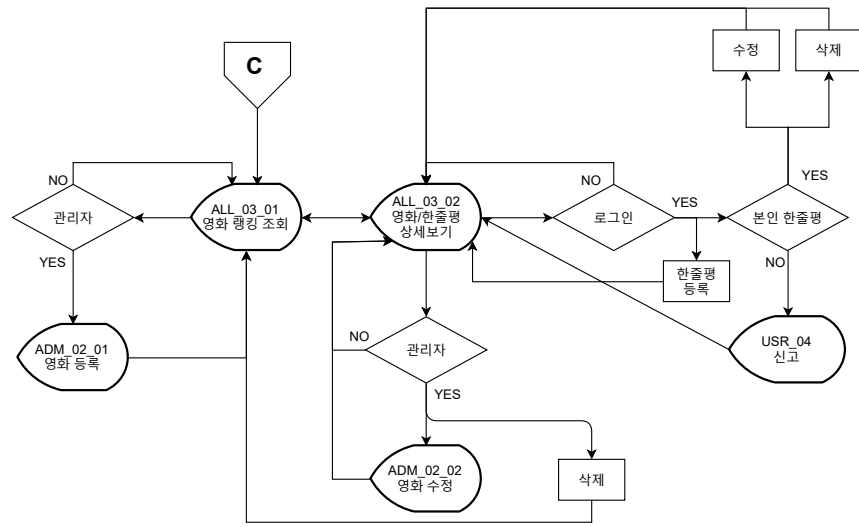 수정
삭제
C
NO
YES
관리자
ALL_03_01
영화 랭킹 조회
ALL_03_02
영화/한줄평
상세보기
NO
로그인
YES
본인 한줄평
YES
NO
한줄평
등록
ADM_02_01
영화 등록
NO
관리자
YES
USR_04
신고
ADM_02_02
영화 수정
삭제